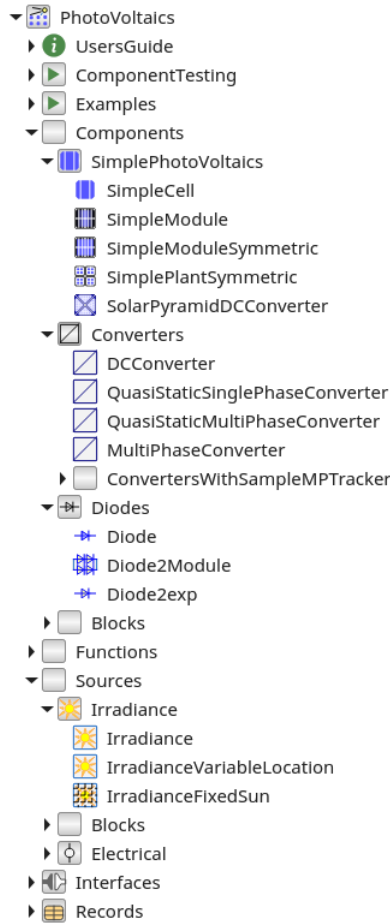 PhotoVoltaics
UsersGuide
ComponentTesting
Examples
Components
SimplePhotoVoltaics
SimpleCell
SimpleModule
SimpleModuleSymmetric
SimplePlantSymmetric
SolarPyramidDCConverter
Converters
DCConverter
QuasiStaticSinglePhaseConverter
QuasiStaticMultiPhaseConverter
MultiPhaseConverter
ConvertersWithSampleMPTracker
Diodes
Diode
Diode2Module
Diode2exp
Blocks
Functions
Sources
Irradiance
Irradiance
IrradianceVariableLocation
IrradianceFixedSun
Blocks
Electrical
Interfaces
Records